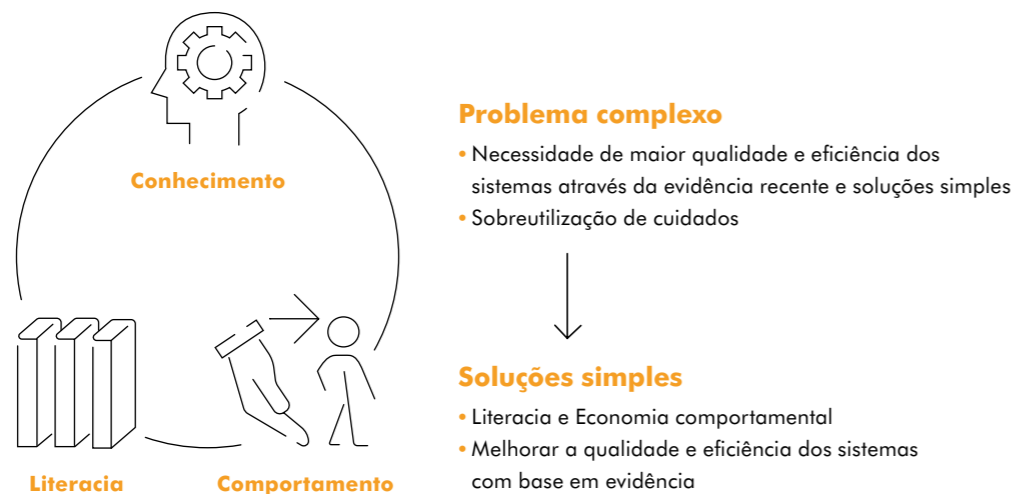 Conhecimento
Literacia
Comportamento
Problema complexo
• Necessidade de maior qualidade e eficiência dos
sistemas através da evidência recente e soluções simples
• Sobreutilização de cuidados
Soluções simples
• Literacia e Economia comportamental
• Melhorar a qualidade e eficiência dos sistemas
com base em evidência